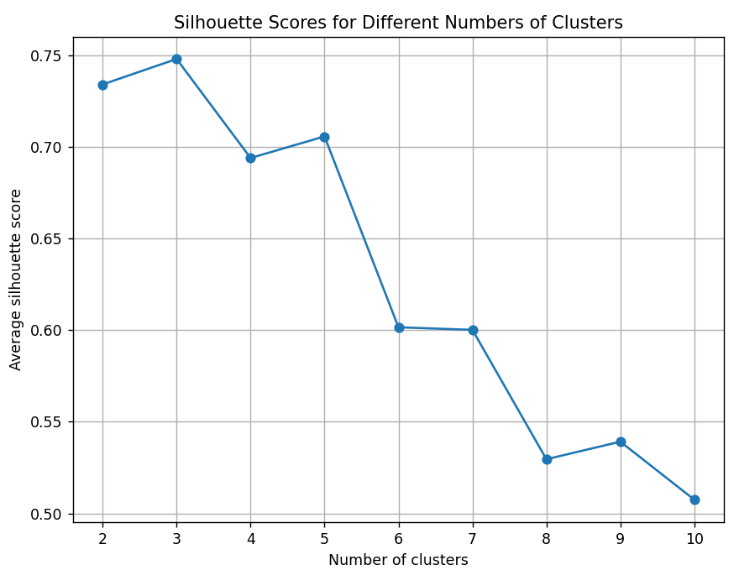 Silhouette Scores for Different Numbers of Clusters
0.75
0.70
0.65
0.60
0.55
0.50
Average silhouette score
2 3 4 5 6 7 8 9 10
Number of clusters